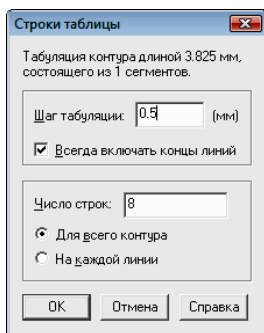 Строки таблицы
Табуляция контура длиной 3.825 мм,
состоящего из 1 сегментов.
Шаг табуляции: 0.5 (мм)
Всегда включать концы линий
Число строк: 8
Для всего контура
На каждой линии
OK Отмена Справка